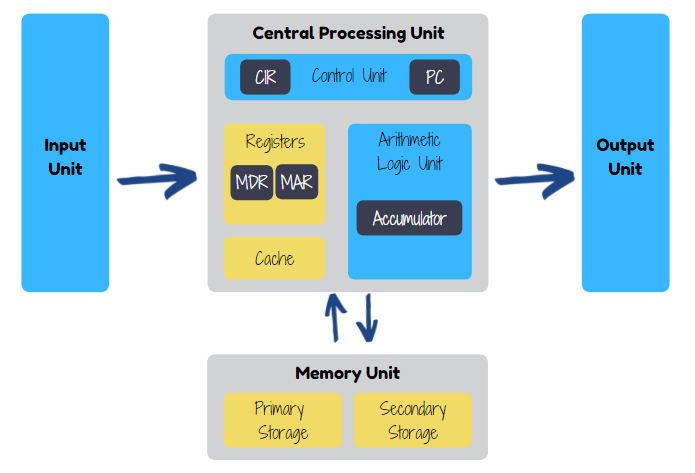 Central Processing Unit
CIR
Control Unit
PC
Input
Unit
Registers
MDR
MAR
Cache
Arithmetic
Logic Unit
Accumulator
Output
Unit
Memory Unit
Primary
Storage
Secondary
Storage